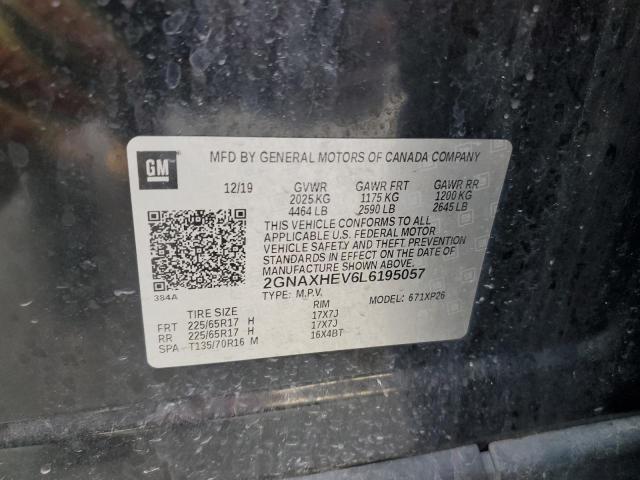 GM
MFD BY GENERAL MOTORS OF CANADA COMPANY
12/19 GVWR GAWR FRT GAWR RR
2025 KG 1175 KG 1200 KG
4464 LB 2590 LB 2645 LB
THIS VEHICLE CONFORMS TO ALL
APPLICABLE U.S. FEDERAL MOTOR
VEHICLE SAFETY AND THEFT PREVENTION
STANDARDS IN EFFECT ON THE DATE OF
MANUFACTURE SHOWN ABOVE.
2GNAXHEV6L6195057
384A
TYPE: M.P.V. MODEL: 671XP26
TIRE SIZE RIM
FRT 225/65R17 H 17X7J
RR 225/65R17 H 17X7J
SPA T135/70R16 M 16X4BT